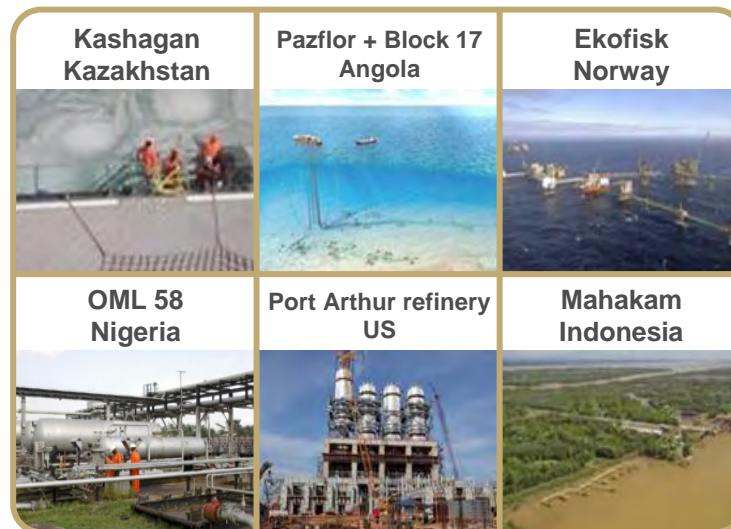 Kashagan
Kazakhstan
Pazflor + Block 17
Angola
Ekofisk
Norway
OML 58
Nigeria
Port Arthur refinery
US
Mahakam
Indonesia